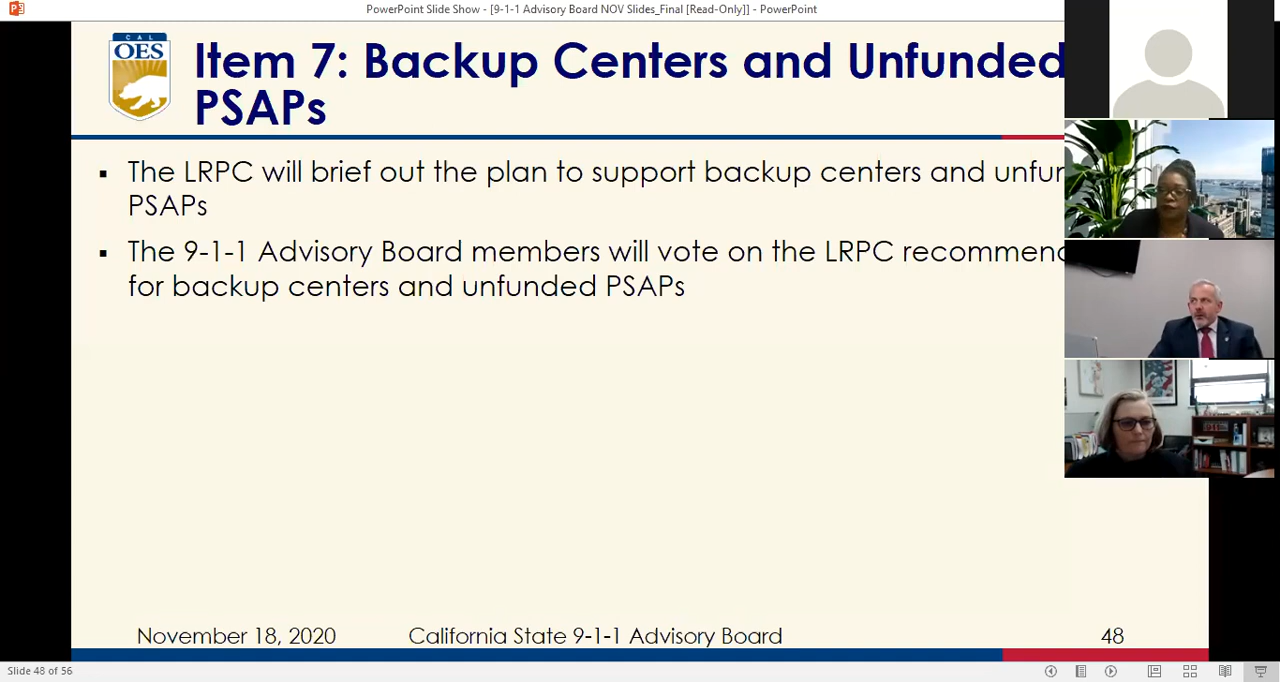 PowerPoint Slide Show - [9-1-1 Advisory Board NOV Slides_Final [Read-Only]] - PowerPoint
CAL
OES
Item 7: Backup Centers and Unfunded
PSAPs
▪ The LRPC will brief out the plan to support backup centers and unfun
PSAPs
▪ The 9-1-1 Advisory Board members will vote on the LRPC recommend
for backup centers and unfunded PSAPs
November 18, 2020 California State 9-1-1 Advisory Board 48
Slide 48 of 56